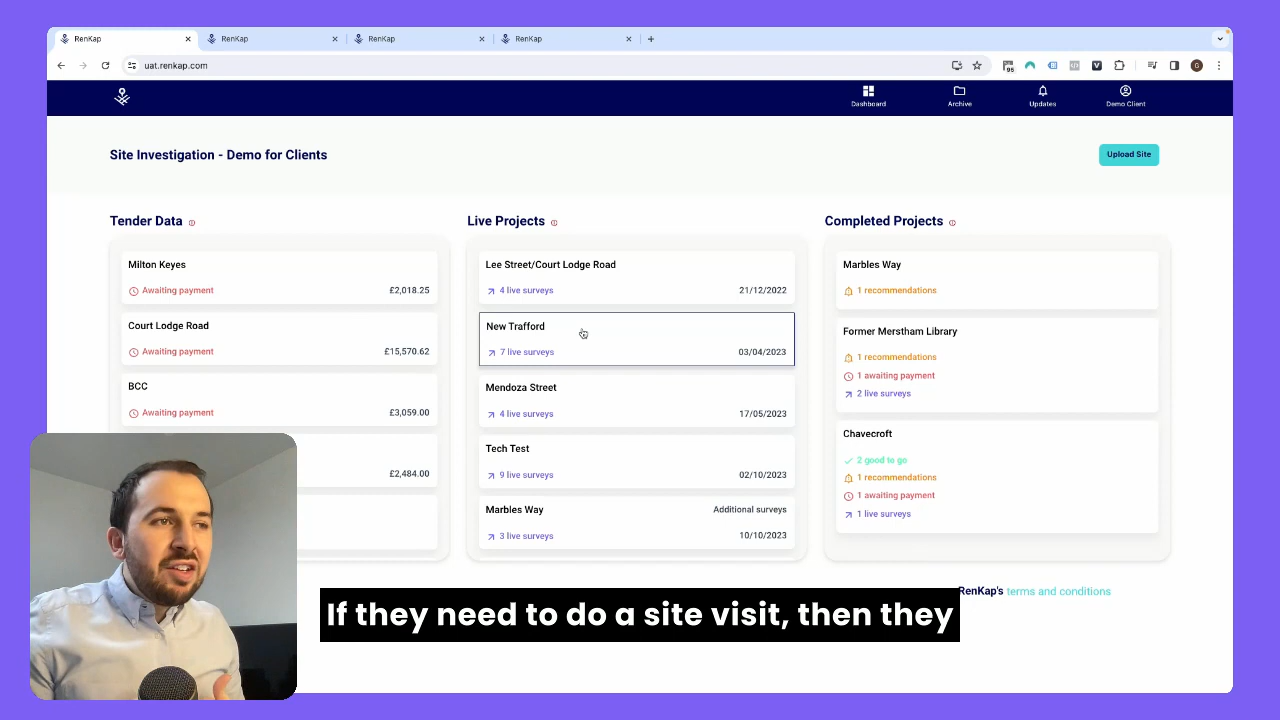 RenKap
RenKap
RenKap
RenKap
uat.renkap.com
95
G
Dashboard
Archive
Updates
Demo Client
Site Investigation - Demo for Clients
Upload Site
Tender Data
Milton Keyes
Awaiting payment £2,018.25
Court Lodge Road
Awaiting payment £15,570.62
BCC
Awaiting payment £3,059.00
£2,484.00
Live Projects
Lee Street/Court Lodge Road
4 live surveys 21/12/2022
New Trafford
7 live surveys 03/04/2023
Mendoza Street
4 live surveys 17/05/2023
Tech Test
9 live surveys 02/10/2023
Marbles Way Additional surveys
3 live surveys 10/10/2023
Completed Projects
Marbles Way
1 recommendations
Former Merstham Library
1 recommendations
1 awaiting payment
2 live surveys
Chavecroft
2 good to go
1 recommendations
1 awaiting payment
1 live surveys
RenKap's terms and conditions
If they need to do a site visit, then they